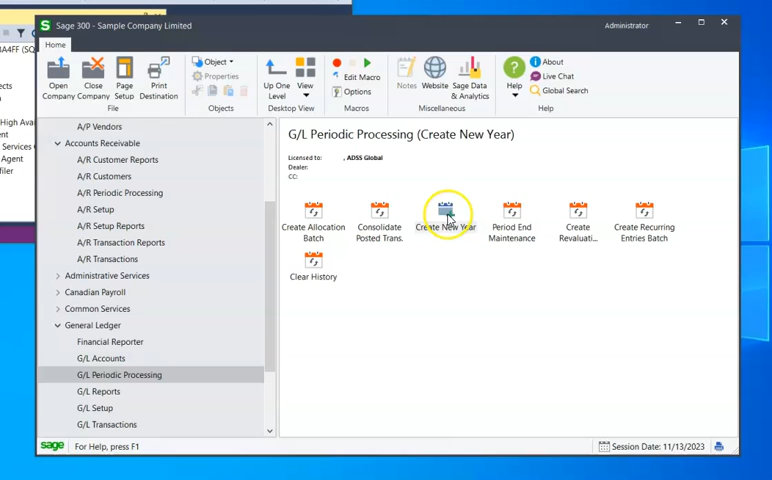 Sage 300 - Sample Company Limited
Administrator
Home
Open Company
Close Company
Page Setup
Print Destination
File
Object
Properties
Objects
Up One Level
View
Desktop View
Edit Macro
Options
Macros
Notes
Website
Sage Data & Analytics
Miscellaneous
Help
About
Live Chat
Global Search
Help
A/P Vendors
Accounts Receivable
A/R Customer Reports
A/R Customers
A/R Periodic Processing
A/R Setup
A/R Setup Reports
A/R Transaction Reports
A/R Transactions
Administrative Services
Canadian Payroll
Common Services
General Ledger
Financial Reporter
G/L Accounts
G/L Periodic Processing
G/L Reports
G/L Setup
G/L Transactions
G/L Periodic Processing (Create New Year)
Licensed to: , ADSS Global
Dealer:
CC:
Create Allocation Batch
Consolidate Posted Trans.
Create New Year
Period End Maintenance
Create Revaluati...
Create Recurring Entries Batch
Clear History
sage
For Help, press F1
Session Date: 11/13/2023